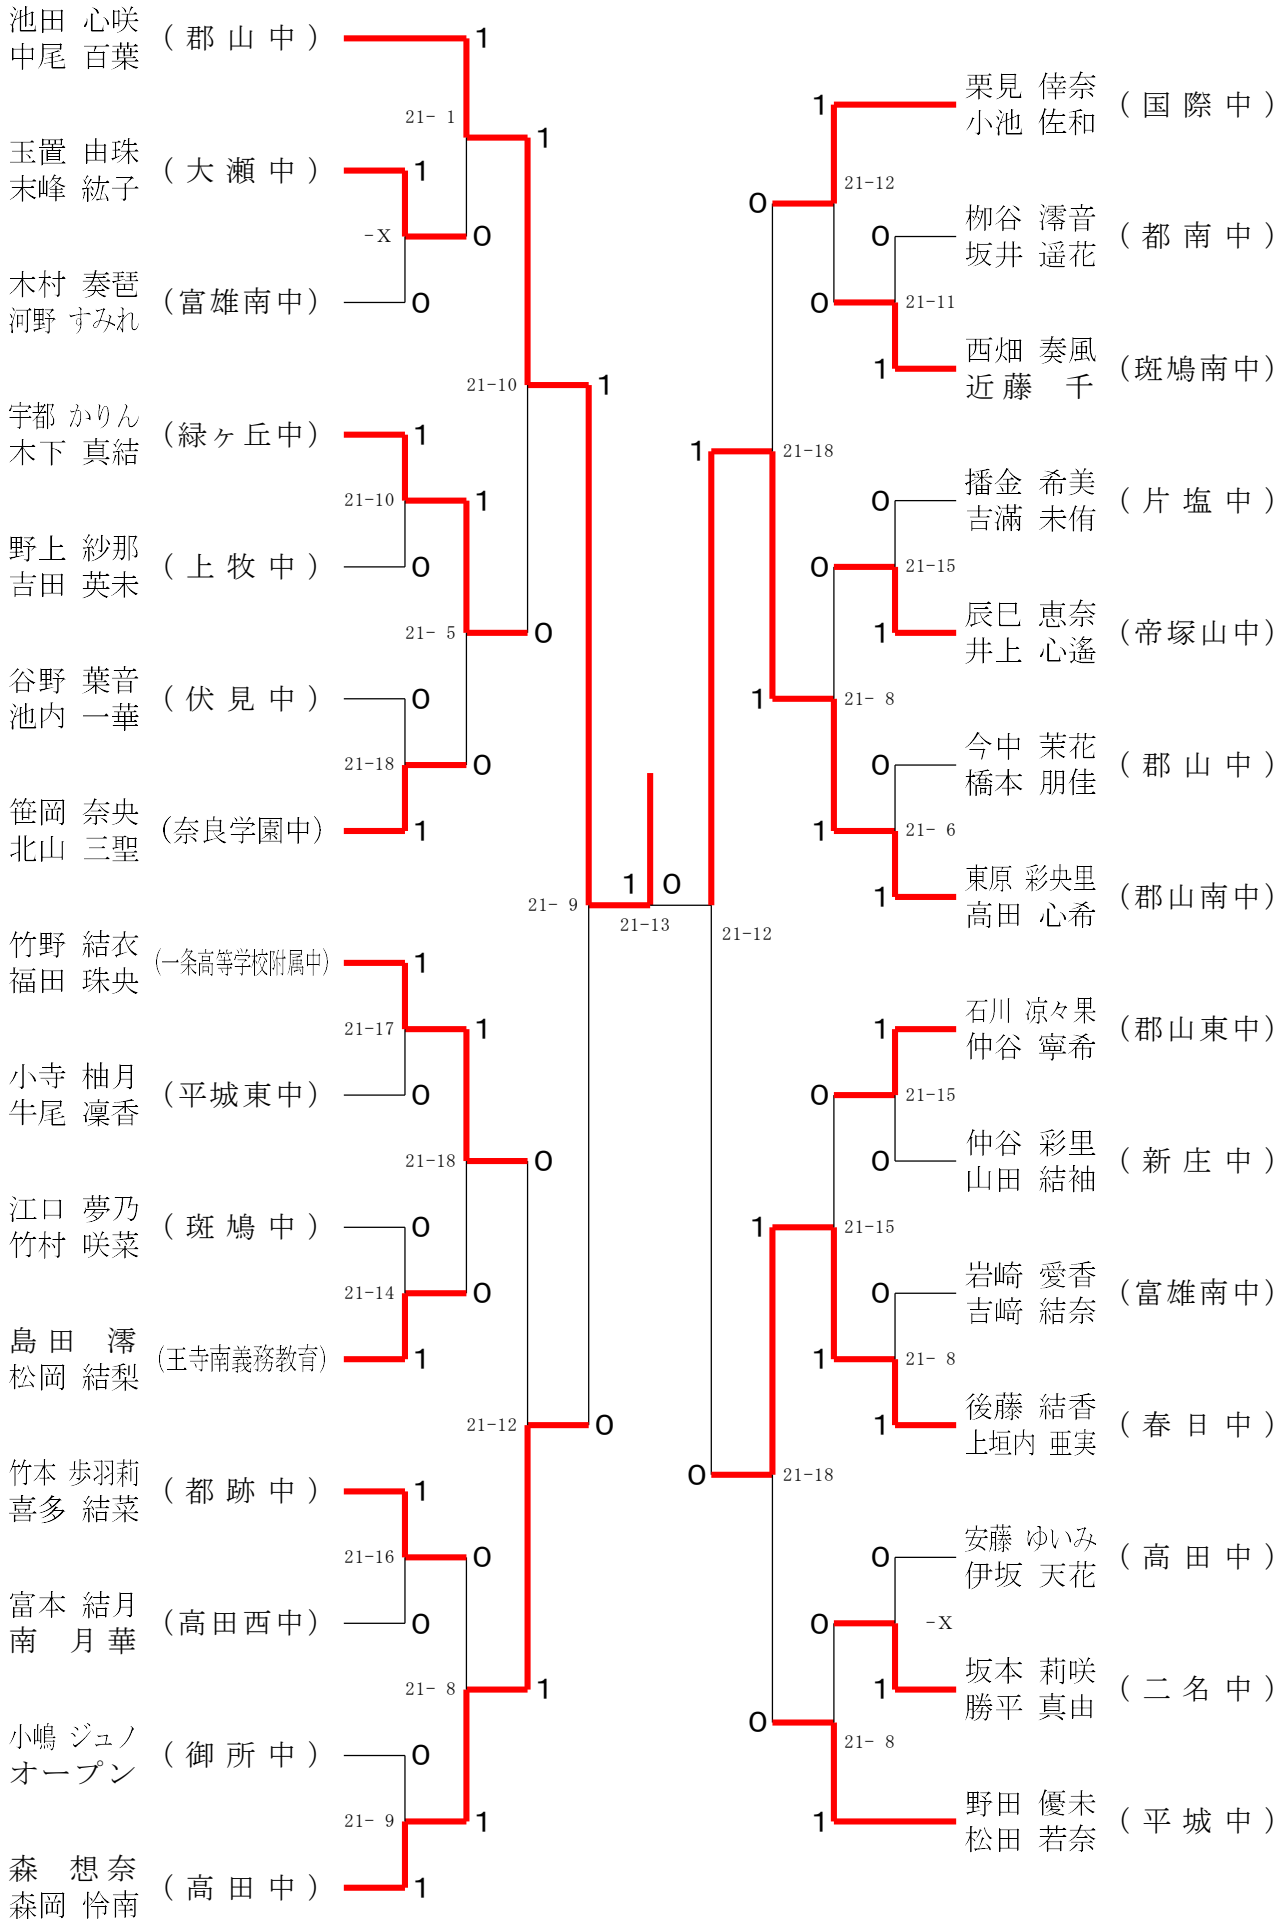 池田 心咲
中尾 百葉
( 郡 山 中 )
1
21- 1
1
玉置 由珠
末峰 紘子
( 大 瀬 中 )
1
-X
0
木村 奏琶
河野 すみれ
(富雄南中)
0
21-10
1
宇都 かりん
木下 真結
(緑ヶ丘中)
1
21-10
1
野上 紗那
吉田 英未
( 上 牧 中 )
0
21- 5
0
谷野 葉音
池内 一華
( 伏 見 中 )
0
21-18
0
笹岡 奈央
北山 三聖
(奈良学園中)
1
21- 9
1
0
21-13
竹野 結衣
福田 珠央
(一条高等学校附属中)
1
21-17
1
小寺 柚月
牛尾 凜香
(平城東中)
0
21-18
0
江口 夢乃
竹村 咲菜
( 斑 鳩 中 )
0
21-14
0
島田 澪
松岡 結梨
(王寺南義務教育)
1
21-12
0
竹本 歩羽莉
喜多 結菜
( 都 跡 中 )
1
21-16
0
富本 結月
南 月華
(高田西中)
0
21- 8
1
小嶋 ジュノ
オープン
( 御 所 中 )
0
21- 9
1
森 想奈
森岡 怜南
( 高 田 中 )
1
1
栗見 倖奈
小池 佐和
( 国 際 中 )
21-12
0
0
栁谷 澪音
坂井 遥花
( 都 南 中 )
0
21-11
1
西畑 奏風
近藤 千
(斑鳩南中)
1
21-18
0
播金 希美
吉滿 未侑
( 片 塩 中 )
0
21-15
1
辰巳 恵奈
井上 心遙
(帝塚山中)
1
21- 8
0
今中 茉花
橋本 朋佳
( 郡 山 中 )
1
21- 6
1
東原 彩央里
高田 心希
(郡山南中)
21-12
1
石川 凉々果
仲谷 寧希
(郡山東中)
0
21-15
0
仲谷 彩里
山田 結袖
( 新 庄 中 )
1
21-15
0
岩崎 愛香
吉﨑 結奈
(富雄南中)
1
21- 8
1
後藤 結香
上垣内 亜実
( 春 日 中 )
0
21-18
0
安藤 ゆいみ
伊坂 天花
( 高 田 中 )
0
-X
1
坂本 莉咲
勝平 真由
( 二 名 中 )
0
21- 8
1
野田 優未
松田 若奈
( 平 城 中 )